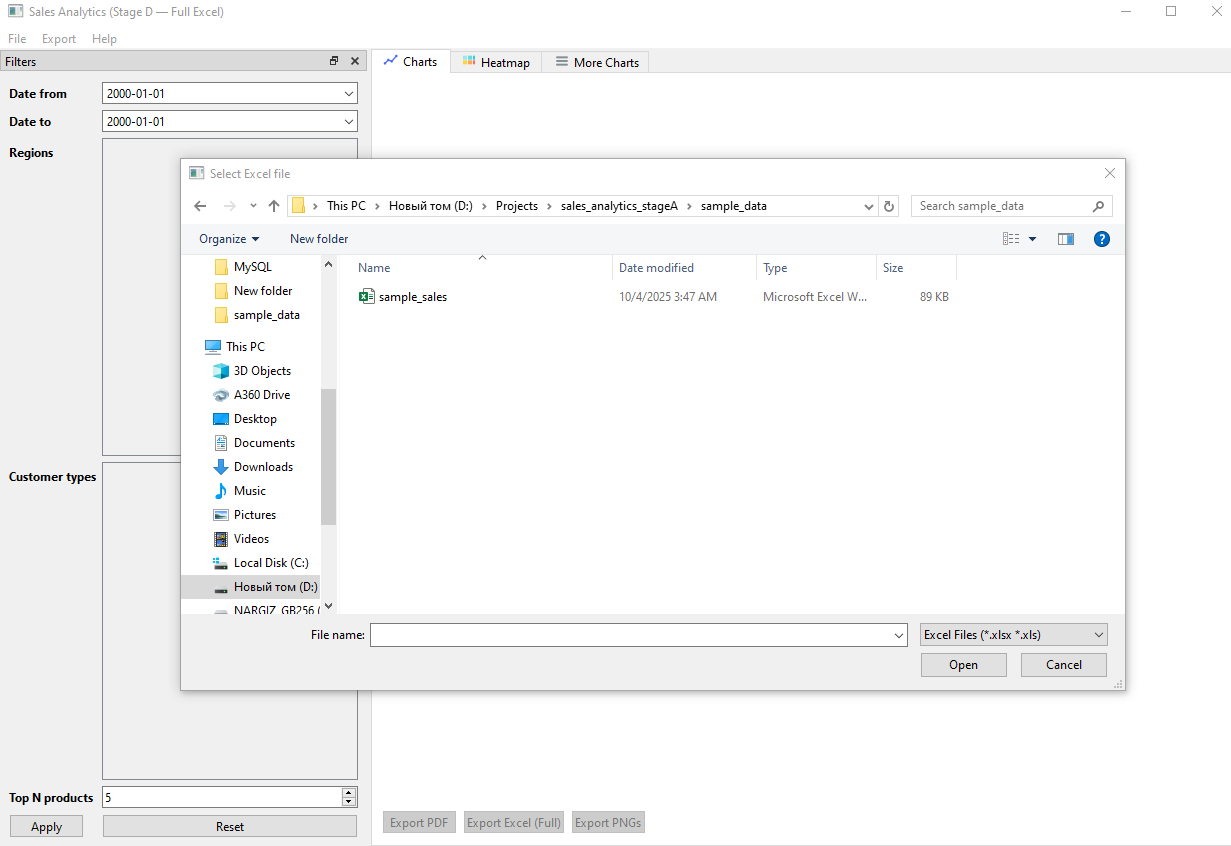 Sales Analytics (Stage D — Full Excel)
File Export Help
Filters
Charts Heatmap More Charts
Date from 2000-01-01
Date to 2000-01-01
Regions
Select Excel file
This PC Новый том (D:) Projects sales_analytics_stageA sample_data
Search sample_data
Organize New folder
MySQL
New folder
sample_data
This PC
3D Objects
A360 Drive
Desktop
Documents
Downloads
Music
Pictures
Videos
Local Disk (C:)
Новый том (D:)
NARGIZ_GB256 (
Name Date modified Type Size
sample_sales 10/4/2025 3:47 AM Microsoft Excel W... 89 KB
File name:
Excel Files (*.xlsx *.xls)
Open Cancel
Customer types
Top N products 5
Apply Reset
Export PDF Export Excel (Full) Export PNGs